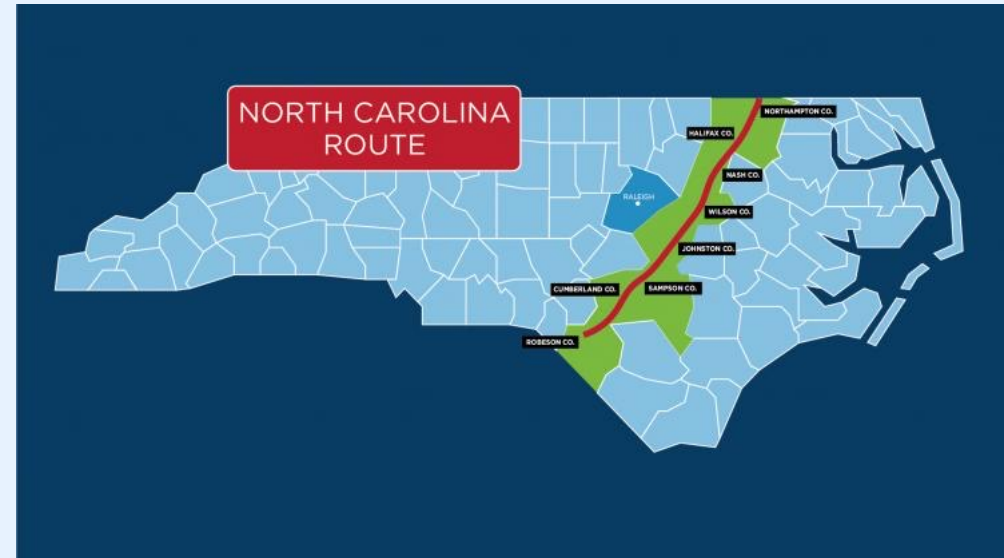 NORTH CAROLINA
ROUTE
NORTHAMPTON CO.
HALIFAX CO.
NASH CO.
RALEIGH
WILSON CO.
JOHNSTON CO.
CUMBERLAND CO.
SAMPSON CO.
ROBESON CO.